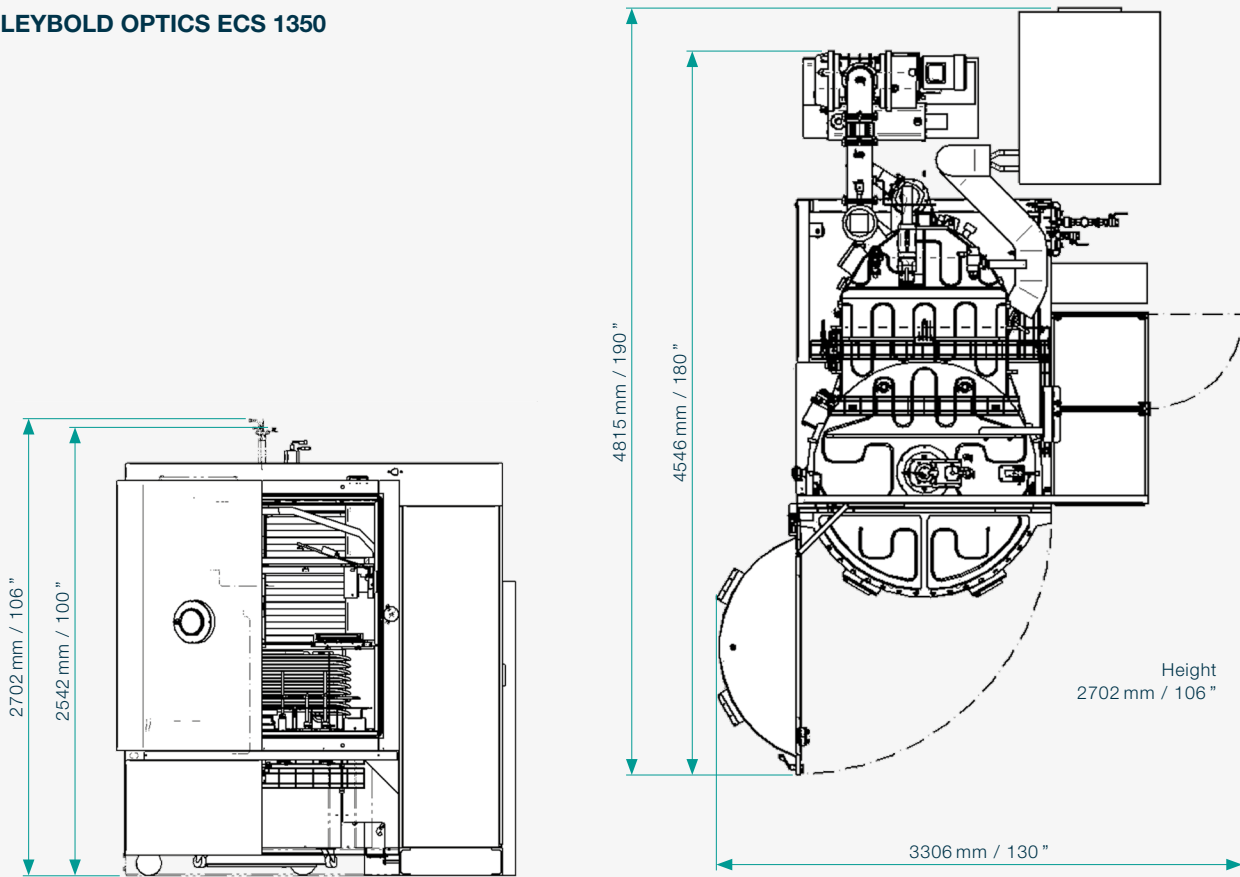 LEYBOLD OPTICS ECS 1350
4815 mm / 190 ”
4546 mm / 180 ”
2702 mm / 106 ”
2542 mm / 100 ”
Height
2702 mm / 106 ”
3306 mm / 130 ”